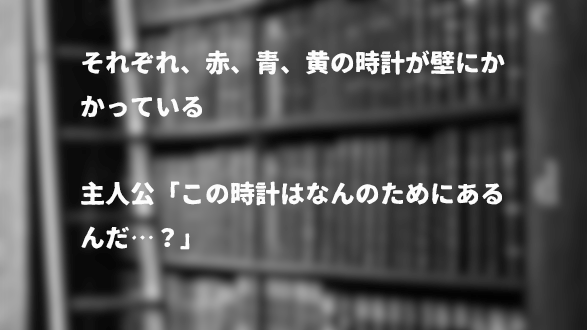 それぞれ、赤、青、黄の時計が壁にか
かっている
主人公「この時計はなんのためにある
んだ…？」